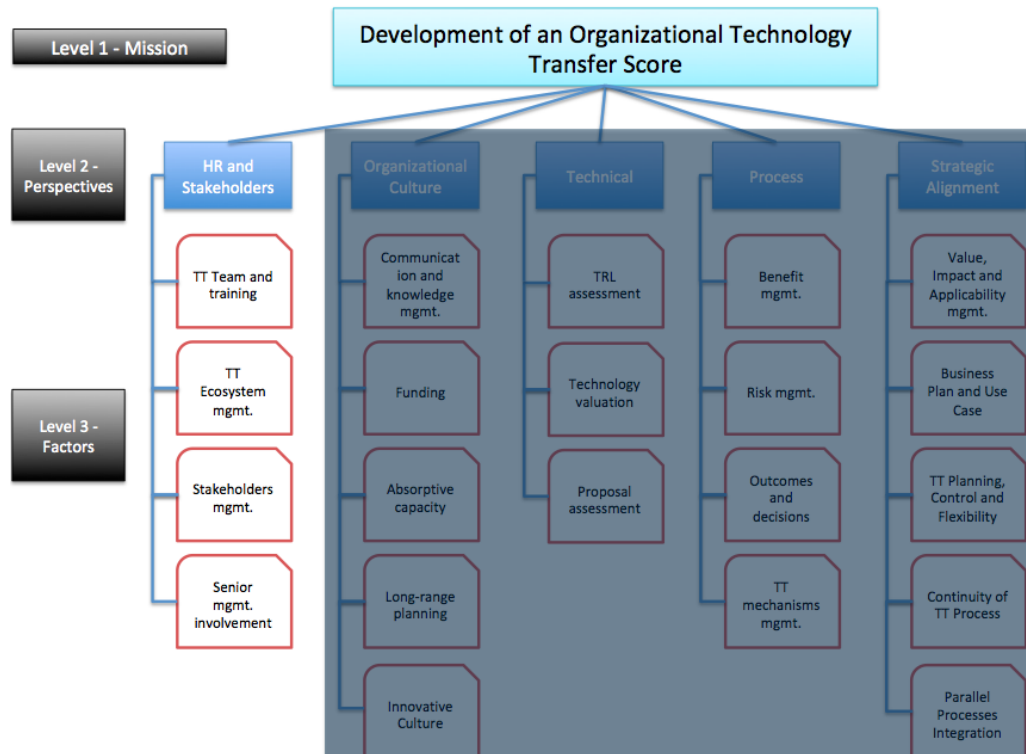 Level 1 - Mission
Development of an Organizational Technology
Transfer Score
Level 2 -
Perspectives
HR and
Stakeholders
Organizational
Culture
Technical
Process
Strategic
Alignment
Level 3 -
Factors
TT Team and
training
TT
Ecosystem
mgmt.
Stakeholders
mgmt.
Senior
mgmt.
involvement
Communicat
ion and
knowledge
mgmt.
Funding
Absorptive
capacity
Long-range
planning
Innovative
Culture
TRL
assessment
Technology
valuation
Proposal
assessment
Benefit
mgmt.
Risk mgmt.
Outcomes
and
decisions
TT
mechanisms
mgmt.
Value,
Impact and
Applicability
mgmt.
Business
Plan and Use
Case
TT Planning,
Control and
Flexibility
Continuity of
TT Process
Parallel
Processes
Integration